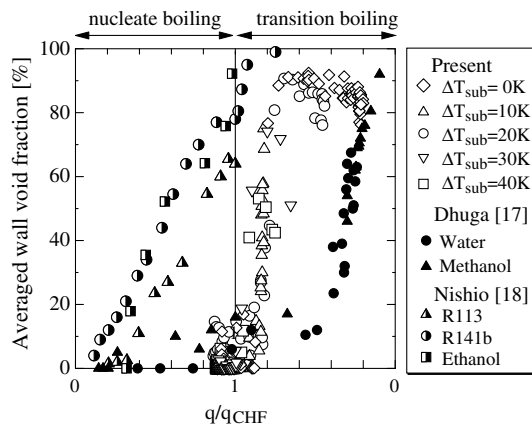 nucleate boiling transition boiling
100
80
60
40
20
0
Averaged wall void fraction [%]
0 1 0
q/qCHF
Present
ΔTsub= 0K
ΔTsub=10K
ΔTsub=20K
ΔTsub=30K
ΔTsub=40K
Dhuga [17]
Water
Methanol
Nishio [18]
R113
R141b
Ethanol